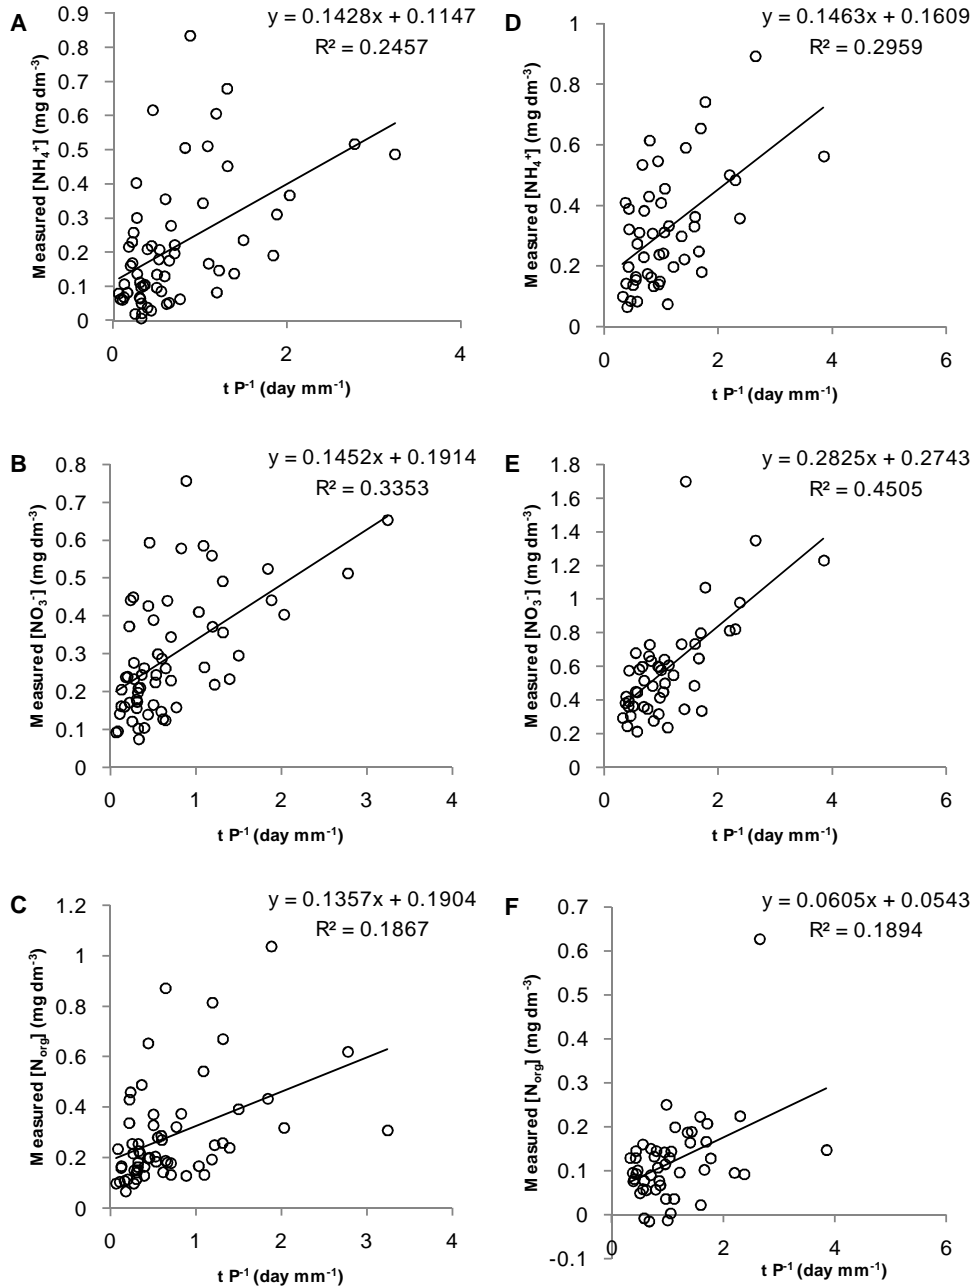 A
y = 0.1428x + 0.1147
R² = 0.2457
Measured [NH₄⁺] (mg dm⁻³)
0.9
0.8
0.7
0.6
0.5
0.4
0.3
0.2
0.1
0
0 2 4
t P⁻¹ (day mm⁻¹)
D
y = 0.1463x + 0.1609
R² = 0.2959
Measured [NH₄⁺] (mg dm⁻³)
1
0.8
0.6
0.4
0.2
0
0 2 4 6
t P⁻¹ (day mm⁻¹)
B
y = 0.1452x + 0.1914
R² = 0.3353
Measured [NO₃⁻] (mg dm⁻³)
0.8
0.7
0.6
0.5
0.4
0.3
0.2
0.1
0
0 1 2 3 4
t P⁻¹ (day mm⁻¹)
E
y = 0.2825x + 0.2743
R² = 0.4505
Measured [NO₃⁻] (mg dm⁻³)
1.8
1.6
1.4
1.2
1
0.8
0.6
0.4
0.2
0
0 2 4 6
t P⁻¹ (day mm⁻¹)
C
y = 0.1357x + 0.1904
R² = 0.1867
Measured [N_org] (mg dm⁻³)
1.2
1
0.8
0.6
0.4
0.2
0
0 1 2 3 4
t P⁻¹ (day mm⁻¹)
F
y = 0.0605x + 0.0543
R² = 0.1894
Measured [N_org] (mg dm⁻³)
0.7
0.6
0.5
0.4
0.3
0.2
0.1
0
-0.1
0 2 4 6
t P⁻¹ (day mm⁻¹)